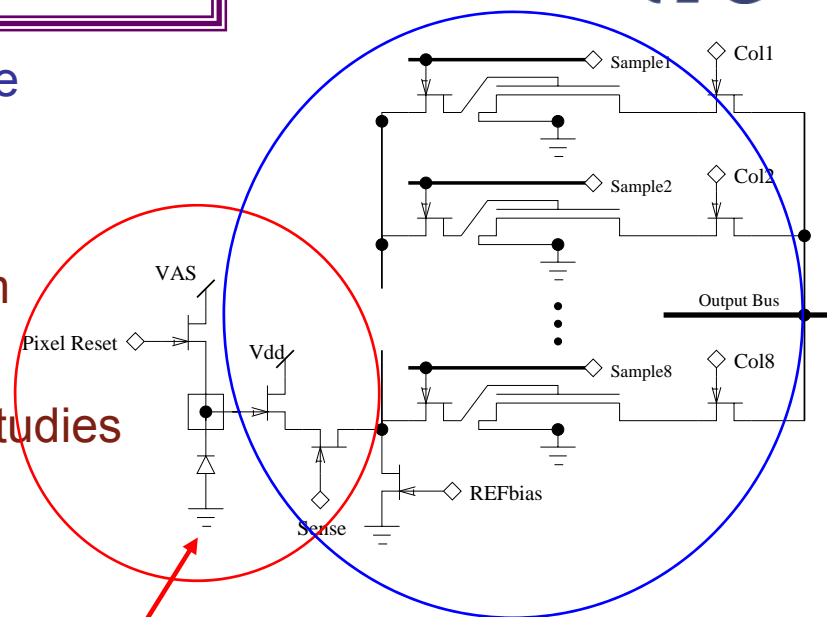 e
Sample1
Col1
Sample2
Col2
n
VAS
Output Bus
Pixel Reset
Vdd
Sample8
Col8
tudies
REFbias
Sense